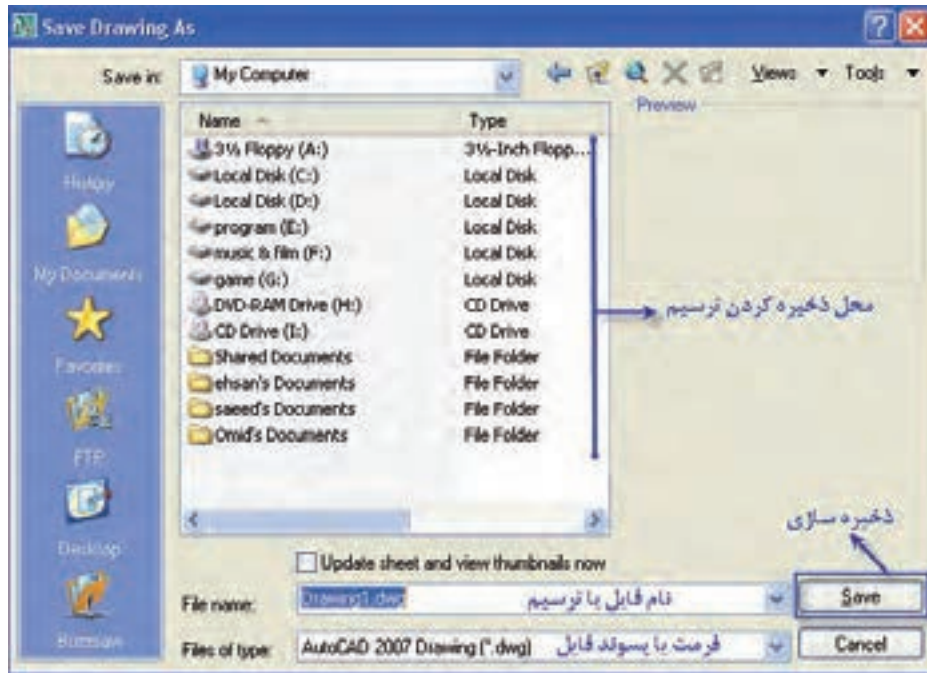 Save Drawing As
Save in: My Computer Views Tools
Preview
Name Type
3½ Floppy (A:) 3½-Inch Flopp...
Local Disk (C:) Local Disk
Local Disk (D:) Local Disk
program (E:) Local Disk
music & film (F:) Local Disk
game (G:) Local Disk
DVD-RAM Drive (H:) CD Drive
CD Drive (I:) CD Drive
Shared Documents File Folder
ehsan's Documents File Folder
saeed's Documents File Folder
Omid's Documents File Folder
History
My Documents
Favorites
FTP
Desktop
Buzzsaw
محل ذخیره کردن ترسیم
ذخیره سازی
Update sheet and view thumbnails now
File name: Drawing1.dwg نام فایل یا ترسیم Save
Files of type: AutoCAD 2007 Drawing (*.dwg) فرمت یا پسوند فایل Cancel